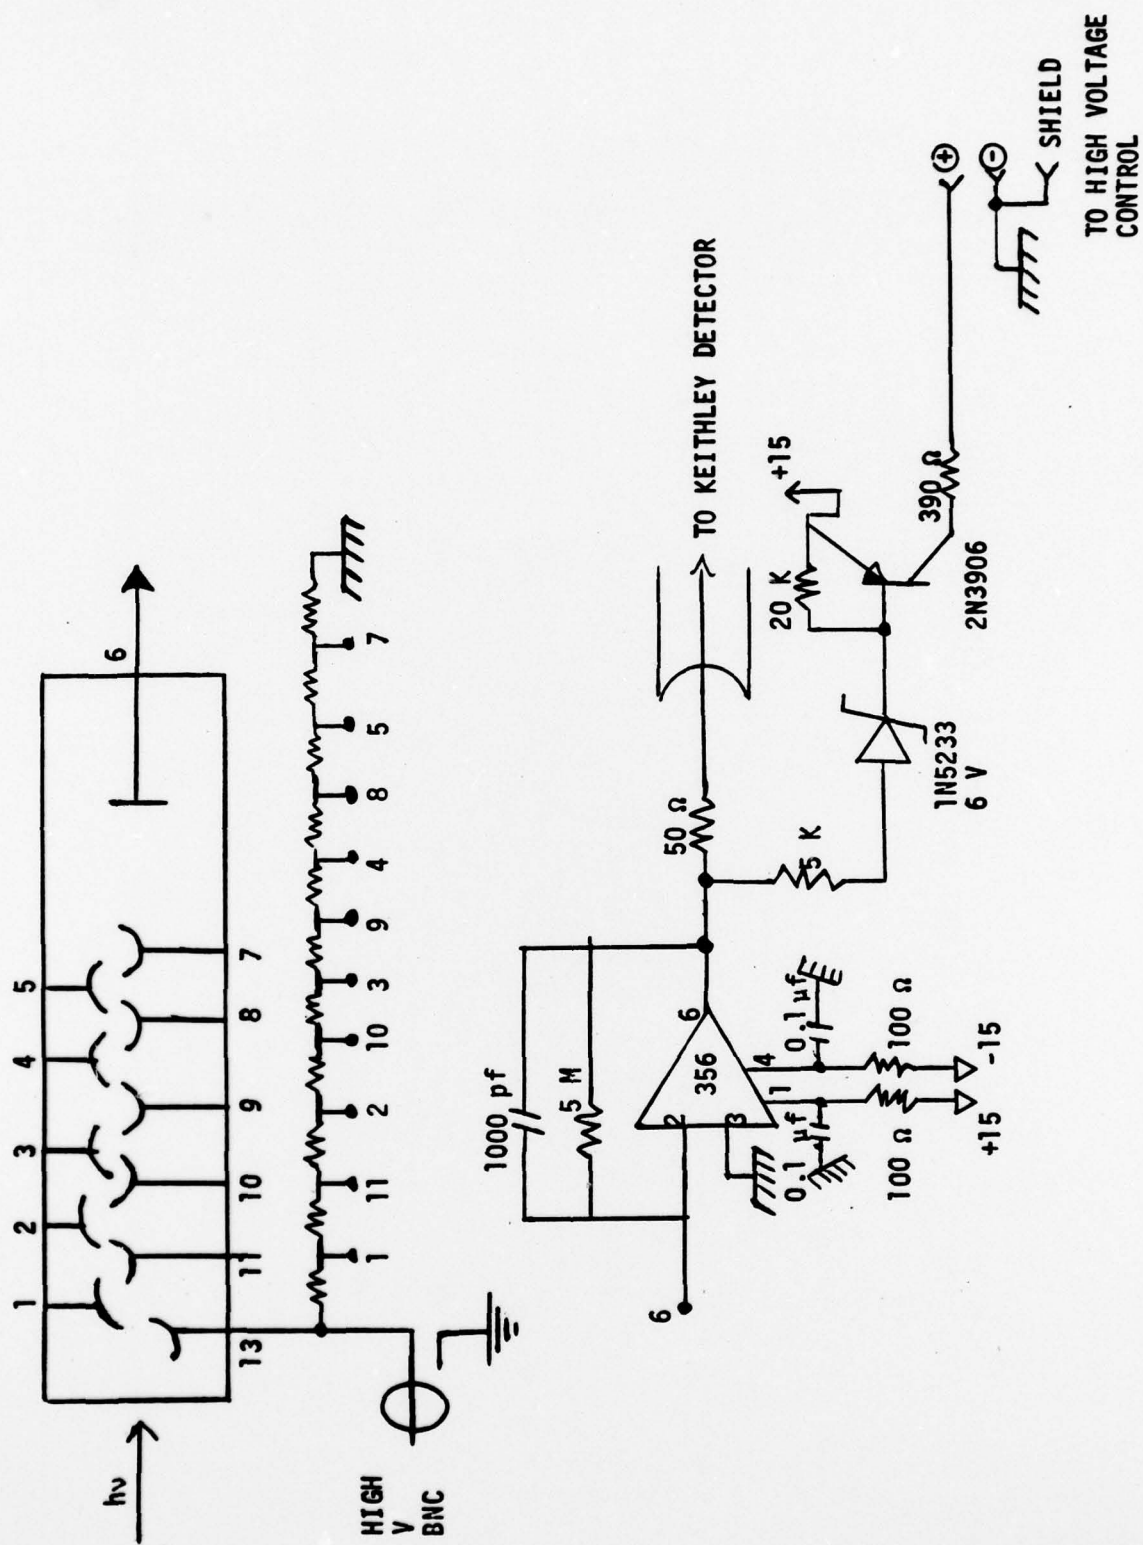 hν
1
2
3
4
5
6
13
11
10
9
8
7
HIGH
V
BNC
1
11
2
10
3
9
4
8
5
7
1000 pf
5 M
50 Ω
TO KEITHLEY DETECTOR
6
2
3
356
6
4
1
0.1 µf
0.1 µf
100 Ω
100 Ω
+15
-15
5 K
1N5233
6 V
20 K
+15
2N3906
390 Ω
+
-
SHIELD
TO HIGH VOLTAGE
CONTROL